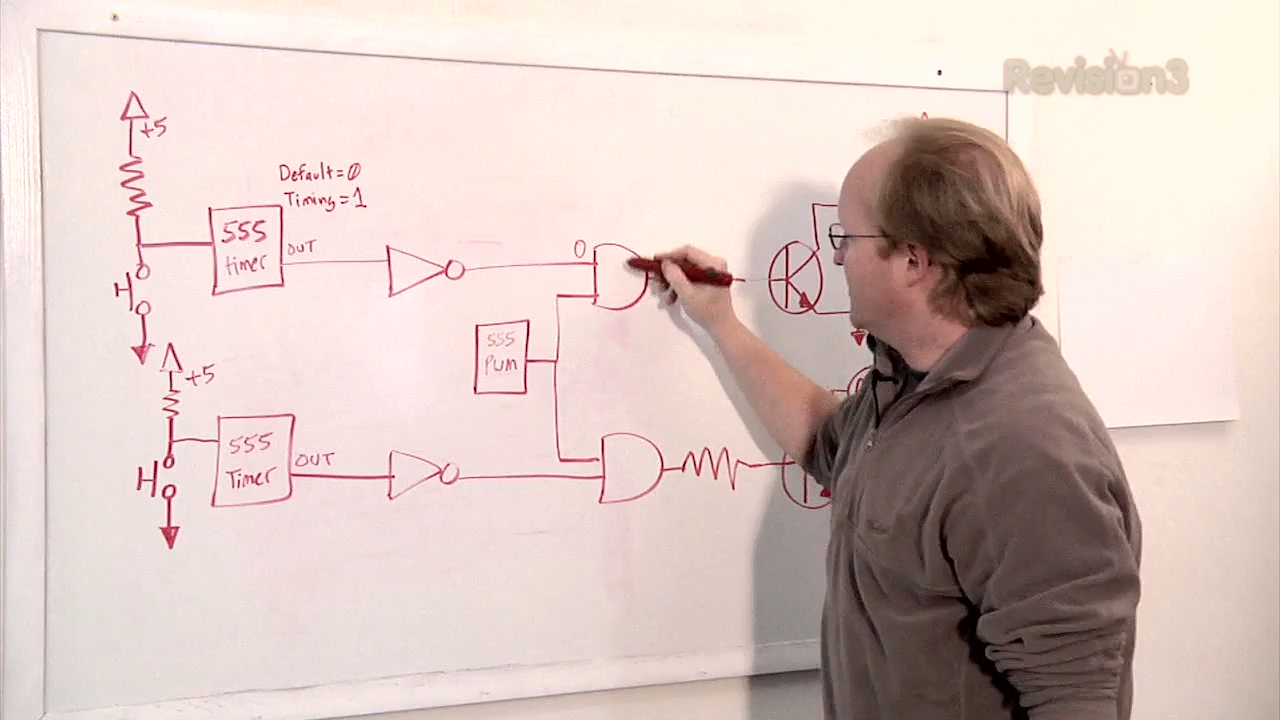 Revision3
+5
Default=0
Timing=1
555
timer
OUT
0
H
555
PWM
+5
555
Timer
OUT
H